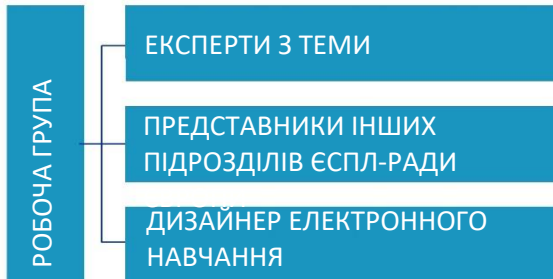 РОБОЧА ГРУПА
ЕКСПЕРТИ З ТЕМИ
ПРЕДСТАВНИКИ ІНШИХ
ПІДРОЗДІЛІВ ЄСПЛ-РАДИ
ДИЗАЙНЕР ЕЛЕКТРОННОГО
НАВЧАННЯ